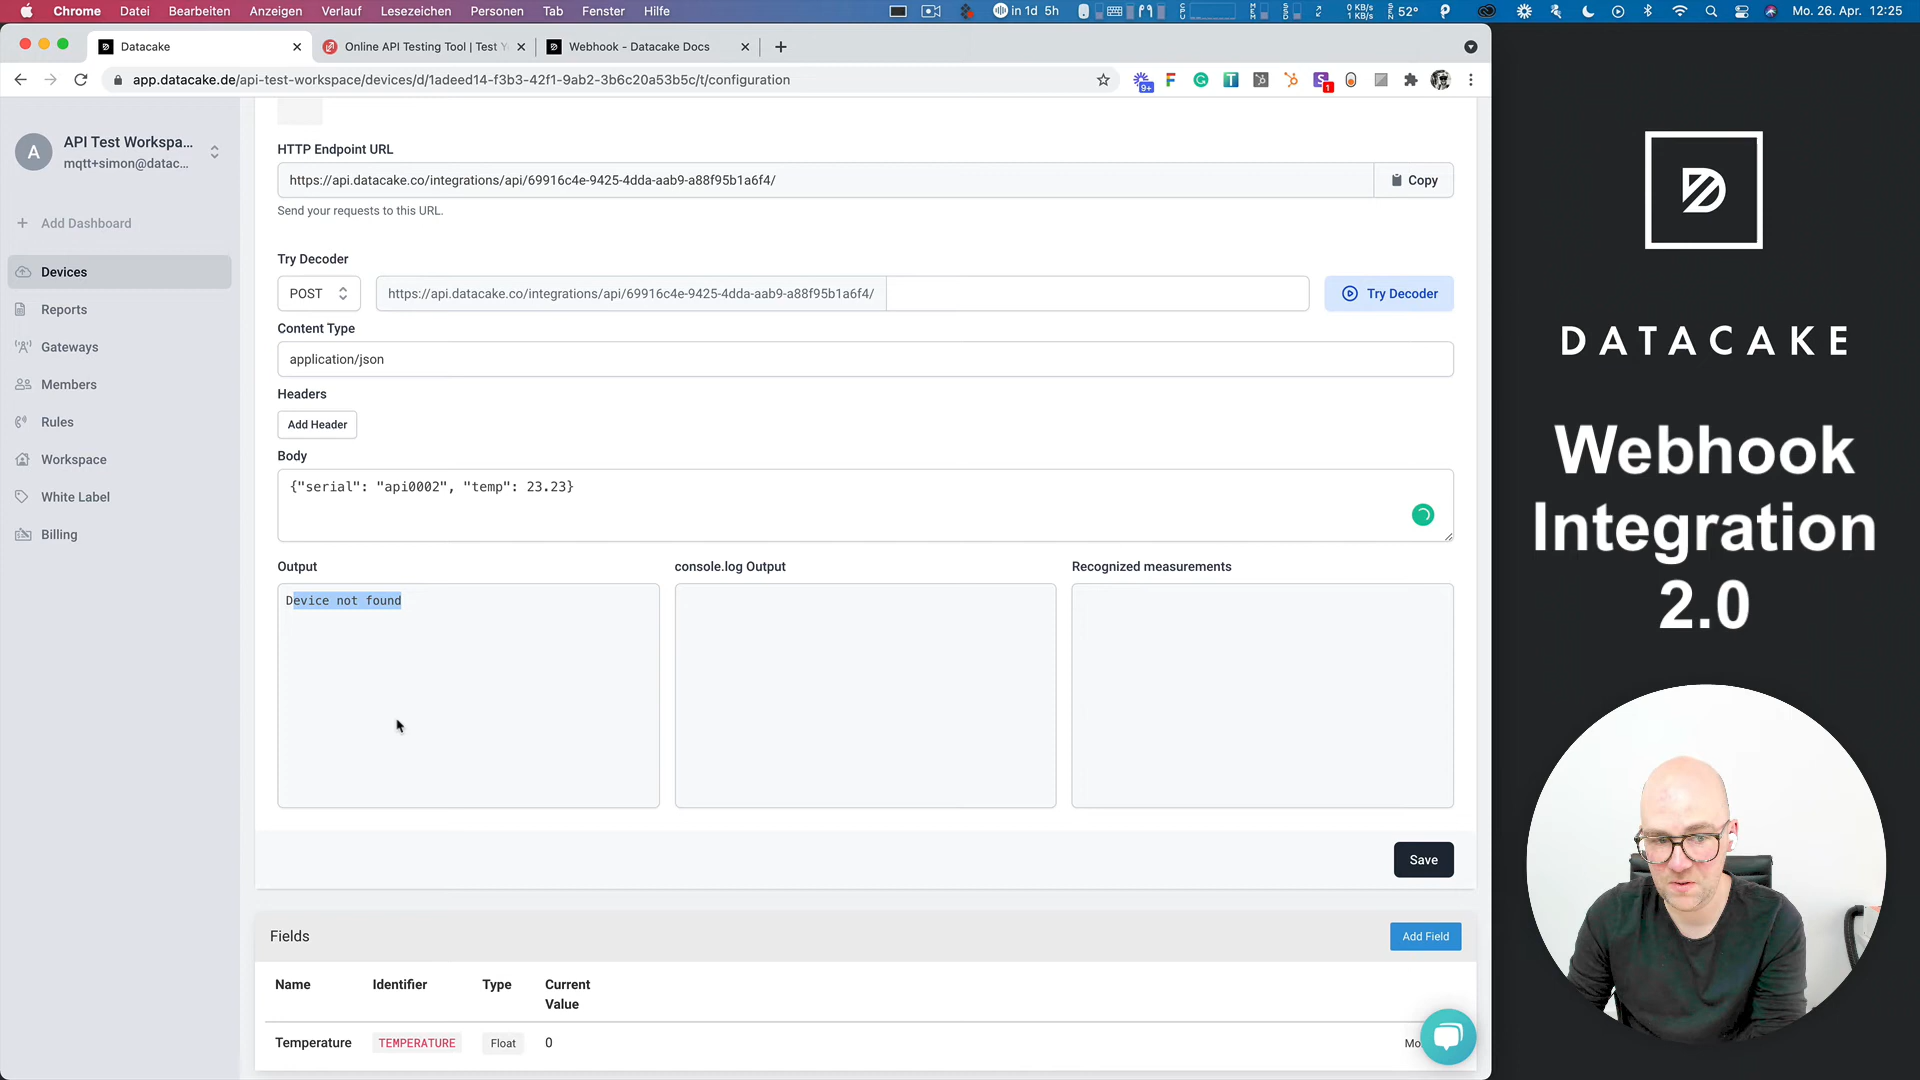 Chrome Datei Bearbeiten Anzeigen Verlauf Lesezeichen Personen Tab Fenster Hilfe
in 1d 5h
0 KB/s
1 KB/s
52°
Mo. 26. Apr. 12:25
Datacake
Online API Testing Tool | Test Y
Webhook - Datacake Docs
app.datacake.de/api-test-workspace/devices/d/1adeed14-f3b3-42f1-9ab2-3b6c20a53b5c/t/configuration
9+
1
A
API Test Workspa...
mqtt+simon@datac...
Add Dashboard
Devices
Reports
Gateways
Members
Rules
Workspace
White Label
Billing
HTTP Endpoint URL
https://api.datacake.co/integrations/api/69916c4e-9425-4dda-aab9-a88f95b1a6f4/
Copy
Send your requests to this URL.
Try Decoder
POST
https://api.datacake.co/integrations/api/69916c4e-9425-4dda-aab9-a88f95b1a6f4/
Try Decoder
Content Type
application/json
Headers
Add Header
Body
{"serial": "api0002", "temp": 23.23}
Output
console.log Output
Recognized measurements
Device not found
Save
Fields
Add Field
Name Identifier Type Current Value
Temperature TEMPERATURE Float 0
Mo
DATACAKE
Webhook
Integration
2.0